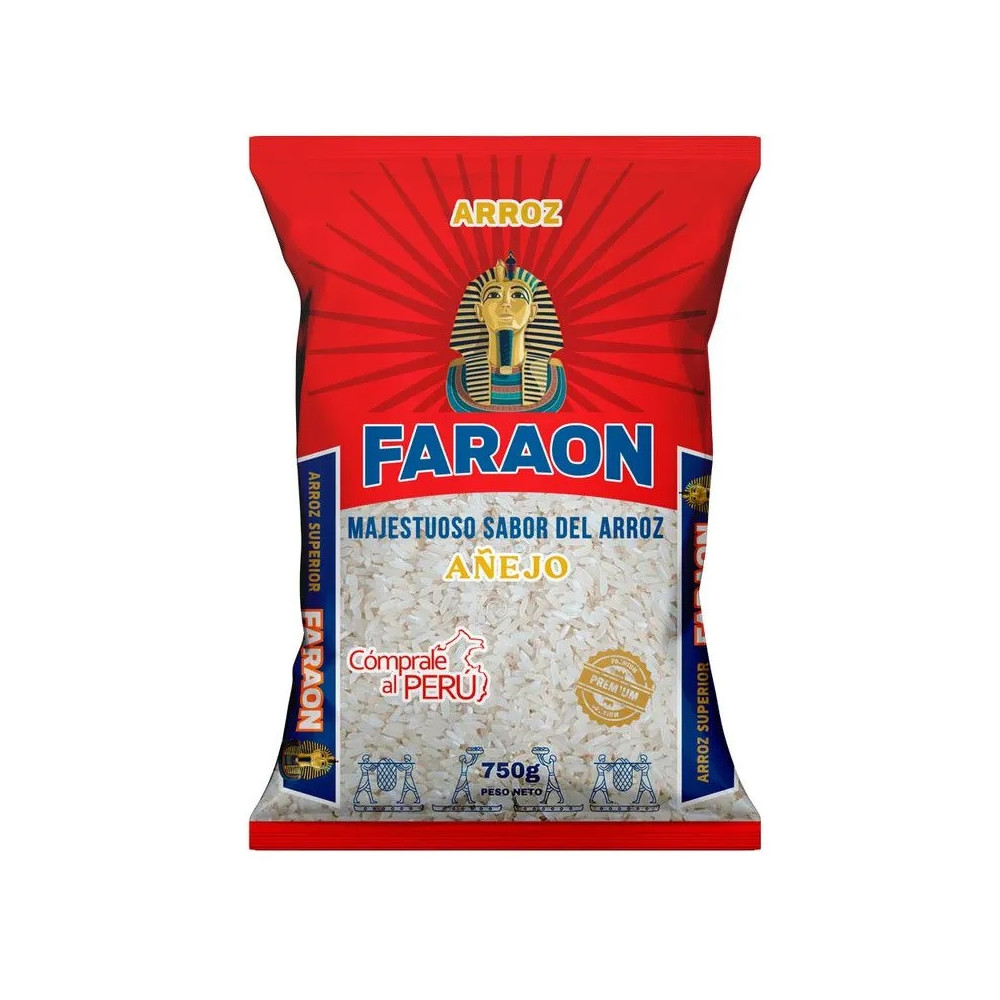 ARROZ
FARAON
MAJESTUOSO SABOR DEL ARROZ
AÑEJO
Cómprale
al PERÚ
PREMIUM
PREMIUM
750g
PESO NETO
ARROZ SUPERIOR
FARAON
FARAON
ARROZ SUPERIOR